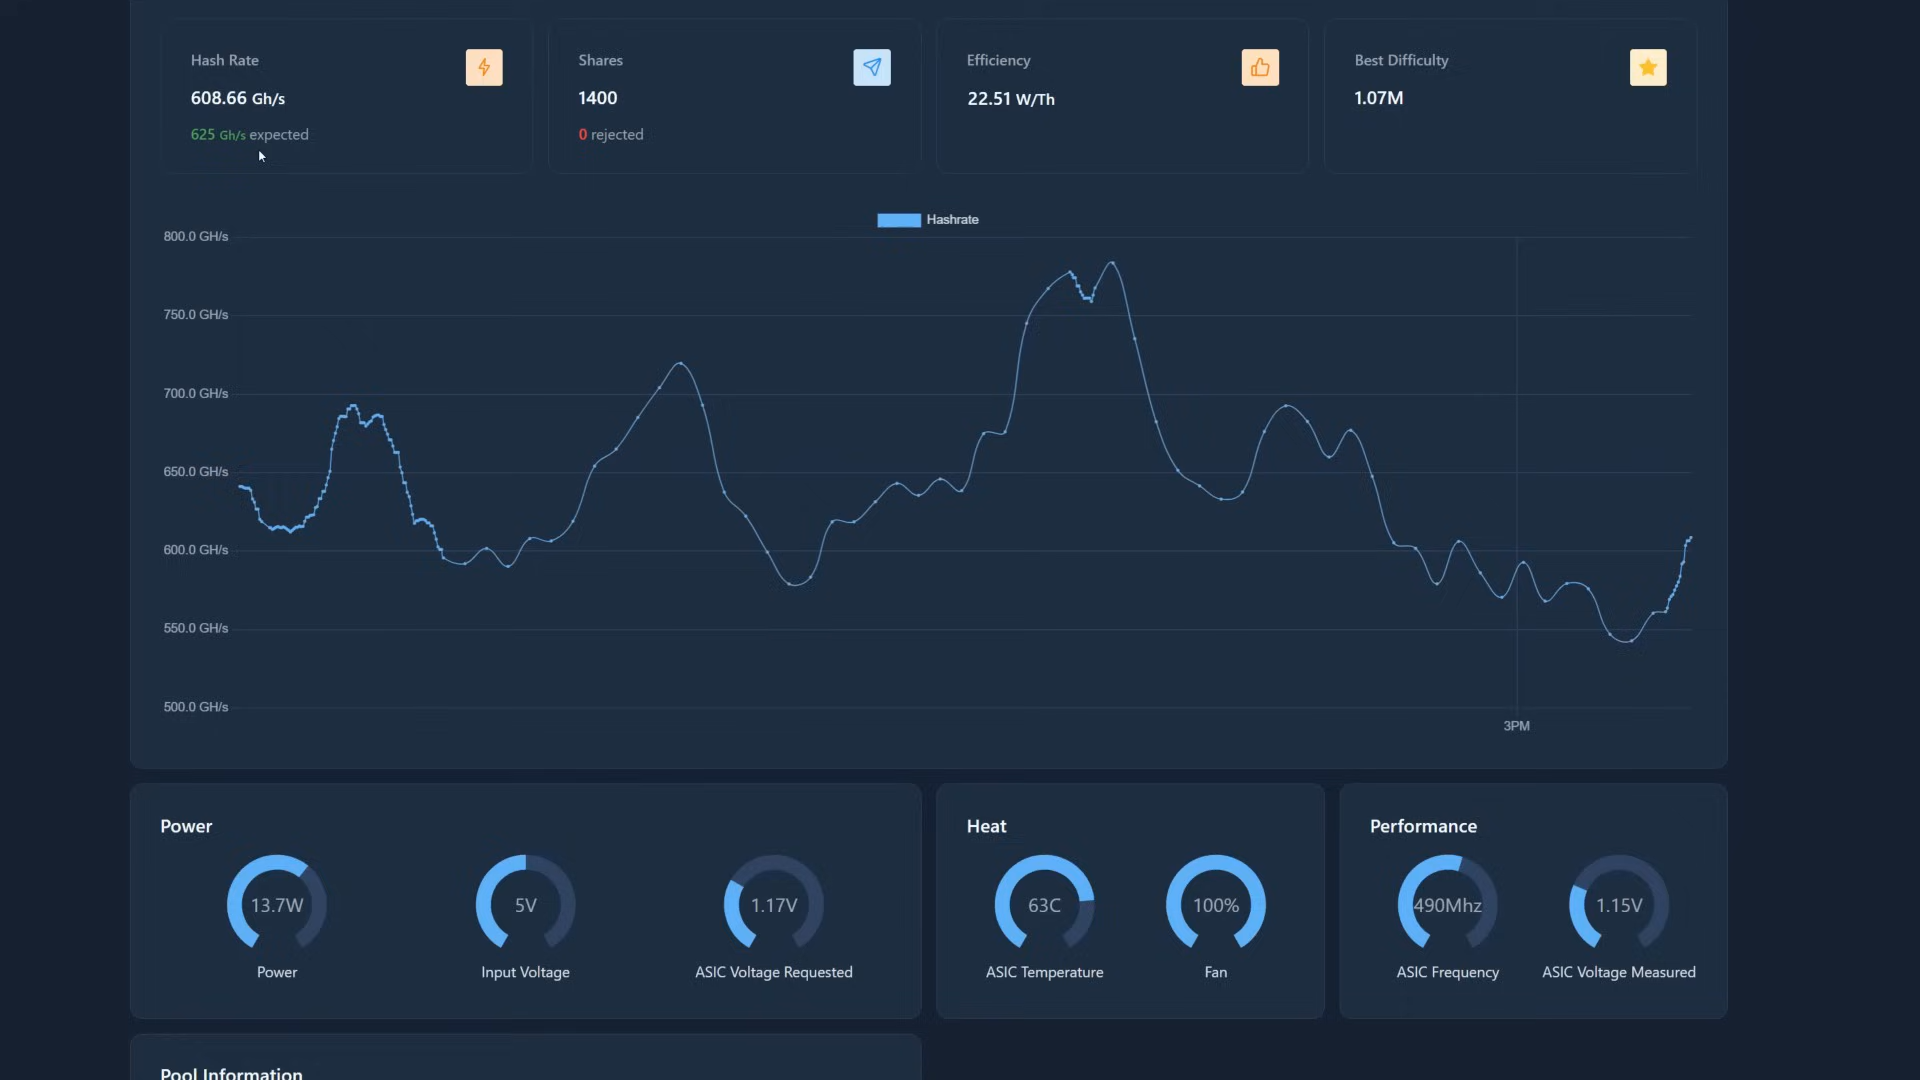 Hash Rate
608.66 Gh/s
625 Gh/s expected
Shares
1400
0 rejected
Efficiency
22.51 W/Th
Best Difficulty
1.07M
Hashrate
800.0 GH/s
750.0 GH/s
700.0 GH/s
650.0 GH/s
600.0 GH/s
550.0 GH/s
500.0 GH/s
3PM
Power
13.7W
Power
5V
Input Voltage
1.17V
ASIC Voltage Requested
Heat
63C
ASIC Temperature
100%
Fan
Performance
490Mhz
ASIC Frequency
1.15V
ASIC Voltage Measured
Pool Information